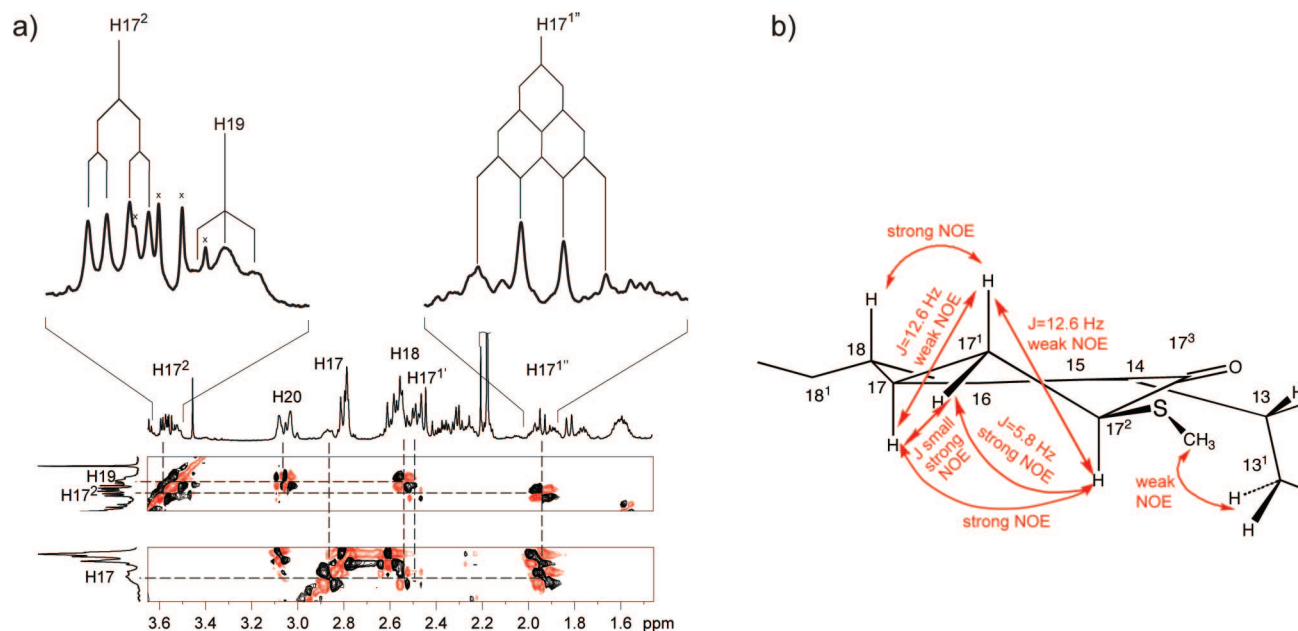 a)
H17²
H19
H17¹"
x
x
x
x
H17²
H20
H17
H18
H17¹'
H17¹"
H19
H17²
H17
3.6 3.4 3.2 3.0 2.8 2.6 2.4 2.2 2.0 1.8 1.6 ppm
b)
strong NOE
H
H
J=12.6 Hz
weak NOE
J=12.6 Hz
weak NOE
18
17¹
15
14
17³
O
18¹
17
H
16
S
13
H
H
J small
strong
NOE
J=5.8 Hz
strong NOE
17²
CH₃
13¹
H
weak
NOE
H
H
strong NOE